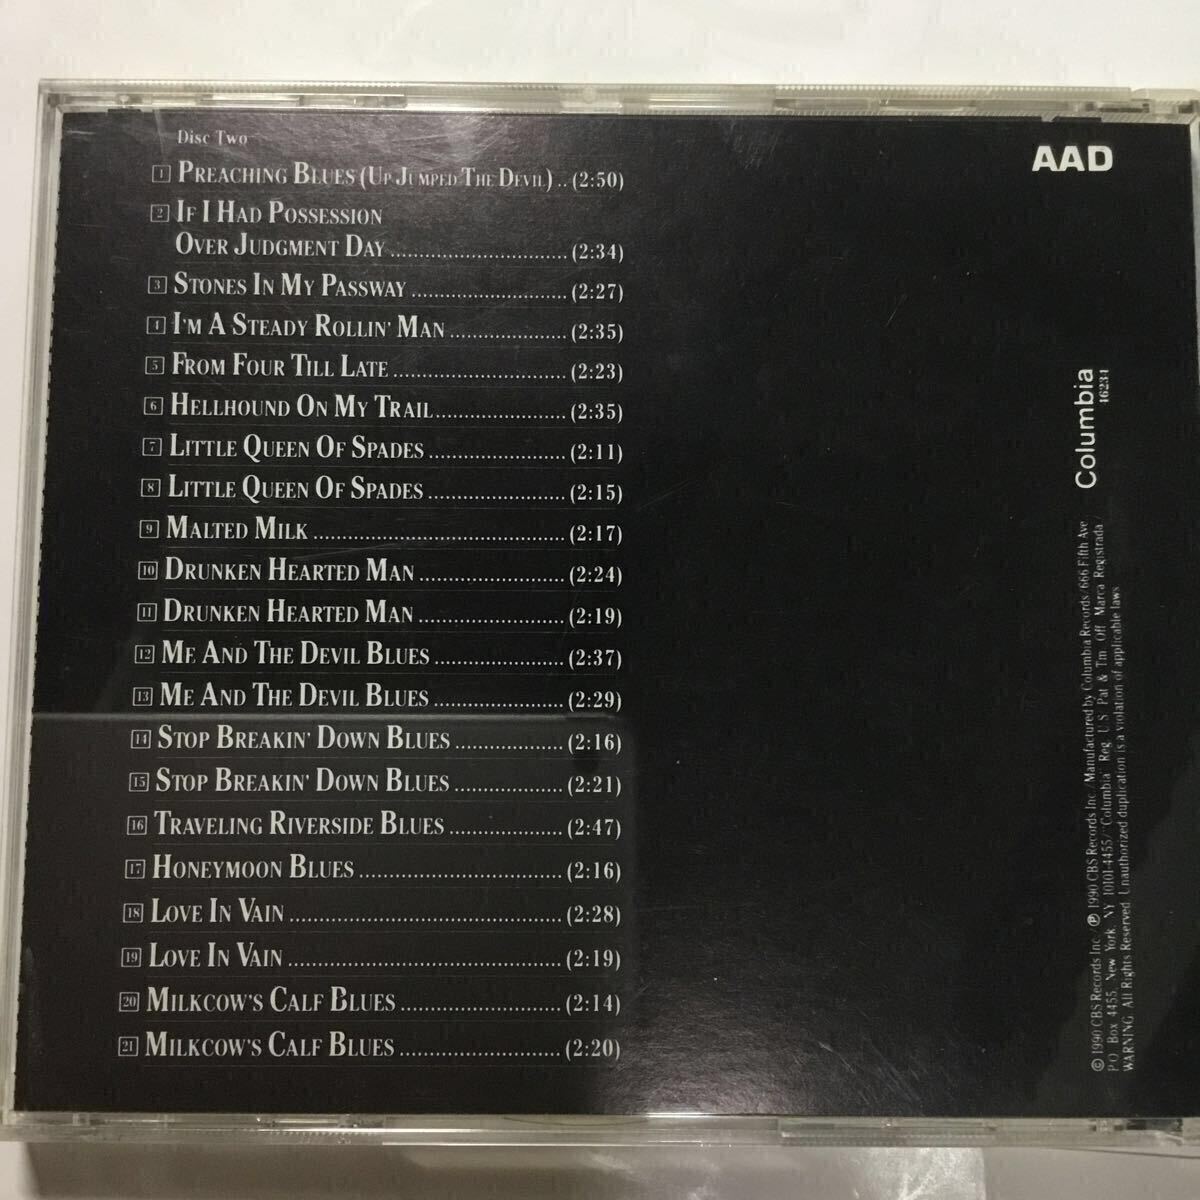 Disc Two
1 PREACHING BLUES (UP JUMPED THE DEVIL) .. (2:50)
2 IF I HAD POSSESSION
OVER JUDGMENT DAY .............................. (2:34)
3 STONES IN MY PASSWAY .......................... (2:27)
4 I'M A STEADY ROLLIN' MAN .................... (2:35)
5 FROM FOUR TILL LATE ............................. (2:23)
6 HELLHOUND ON MY TRAIL...................... (2:35)
7 LITTLE QUEEN OF SPADES ....................... (2:11)
8 LITTLE QUEEN OF SPADES ....................... (2:15)
9 MALTED MILK .......................................... (2:17)
10 DRUNKEN HEARTED MAN ........................ (2:24)
11 DRUNKEN HEARTED MAN ........................ (2:19)
12 ME AND THE DEVIL BLUES ...................... (2:37)
13 ME AND THE DEVIL BLUES ...................... (2:29)
14 STOP BREAKIN' DOWN BLUES .................. (2:16)
15 STOP BREAKIN' DOWN BLUES .................. (2:21)
16 TRAVELING RIVERSIDE BLUES ................... (2:47)
17 HONEYMOON BLUES .................................. (2:16)
18 LOVE IN VAIN ............................................. (2:28)
19 LOVE IN VAIN ............................................. (2:19)
20 MILKCOW'S CALF BLUES ........................... (2:14)
21 MILKCOW'S CALF BLUES ........................... (2:20)
AAD
Columbia
46234
© 1990 CBS Records Inc./℗ 1990 CBS Records Inc./Manufactured by Columbia Records/666 Fifth Ave./
P.O. Box 4455, New York, NY 10101-4455/"Columbia" Reg. U.S. Pat. & Tm. Off. Marca Registrada./
WARNING: All Rights Reserved. Unauthorized duplication is a violation of applicable laws.